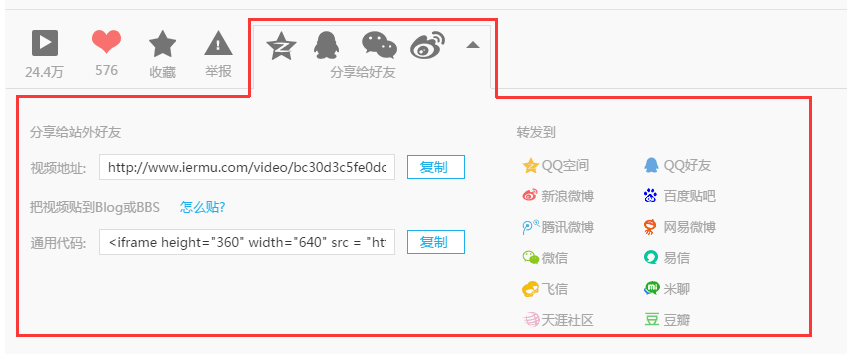 24.4万 576 收藏 举报 分享给好友
分享给站外好友
视频地址: http://www.iermu.com/video/bc30d3c5fe0dc 复制
把视频贴到Blog或BBS 怎么贴?
通用代码: <iframe height="360" width="640" src = "htt 复制
转发到
QQ空间 QQ好友
新浪微博 百度贴吧
腾讯微博 网易微博
微信 易信
飞信 米聊
天涯社区 豆瓣